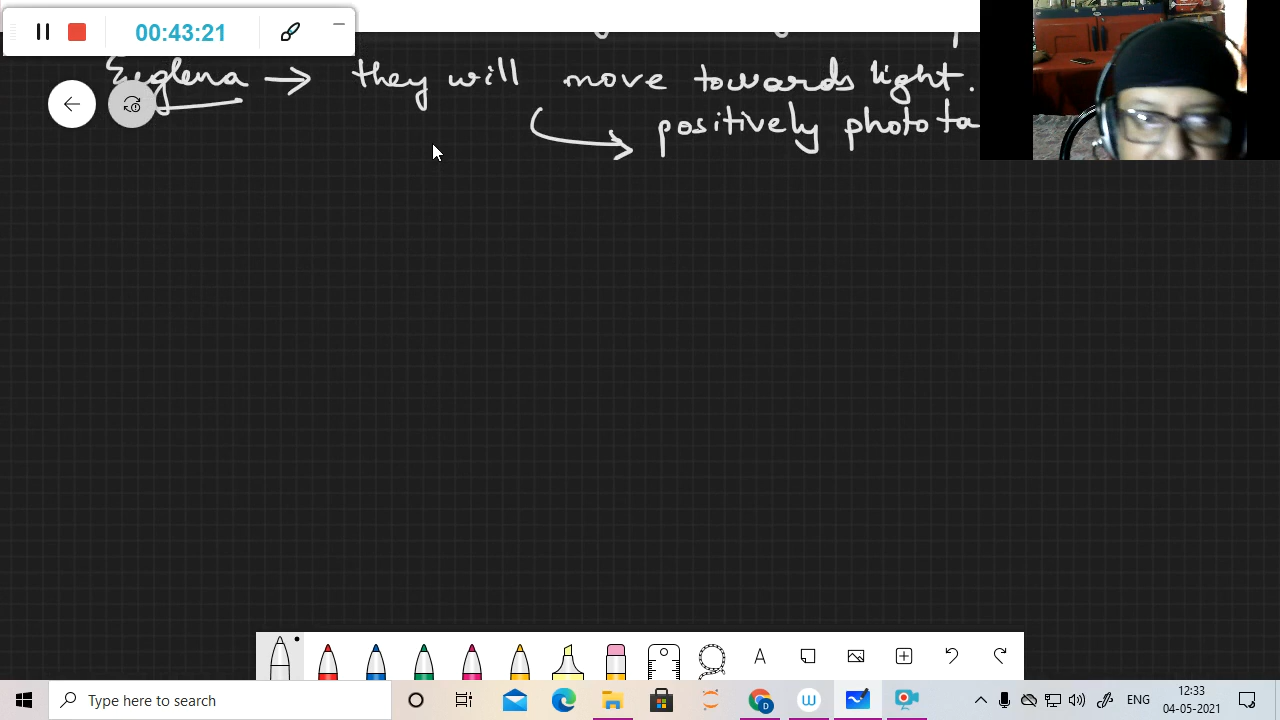 00:43:21
Euglena → they will move towards light.
positively photota
A
Type here to search
ENG
12:33
04-05-2021